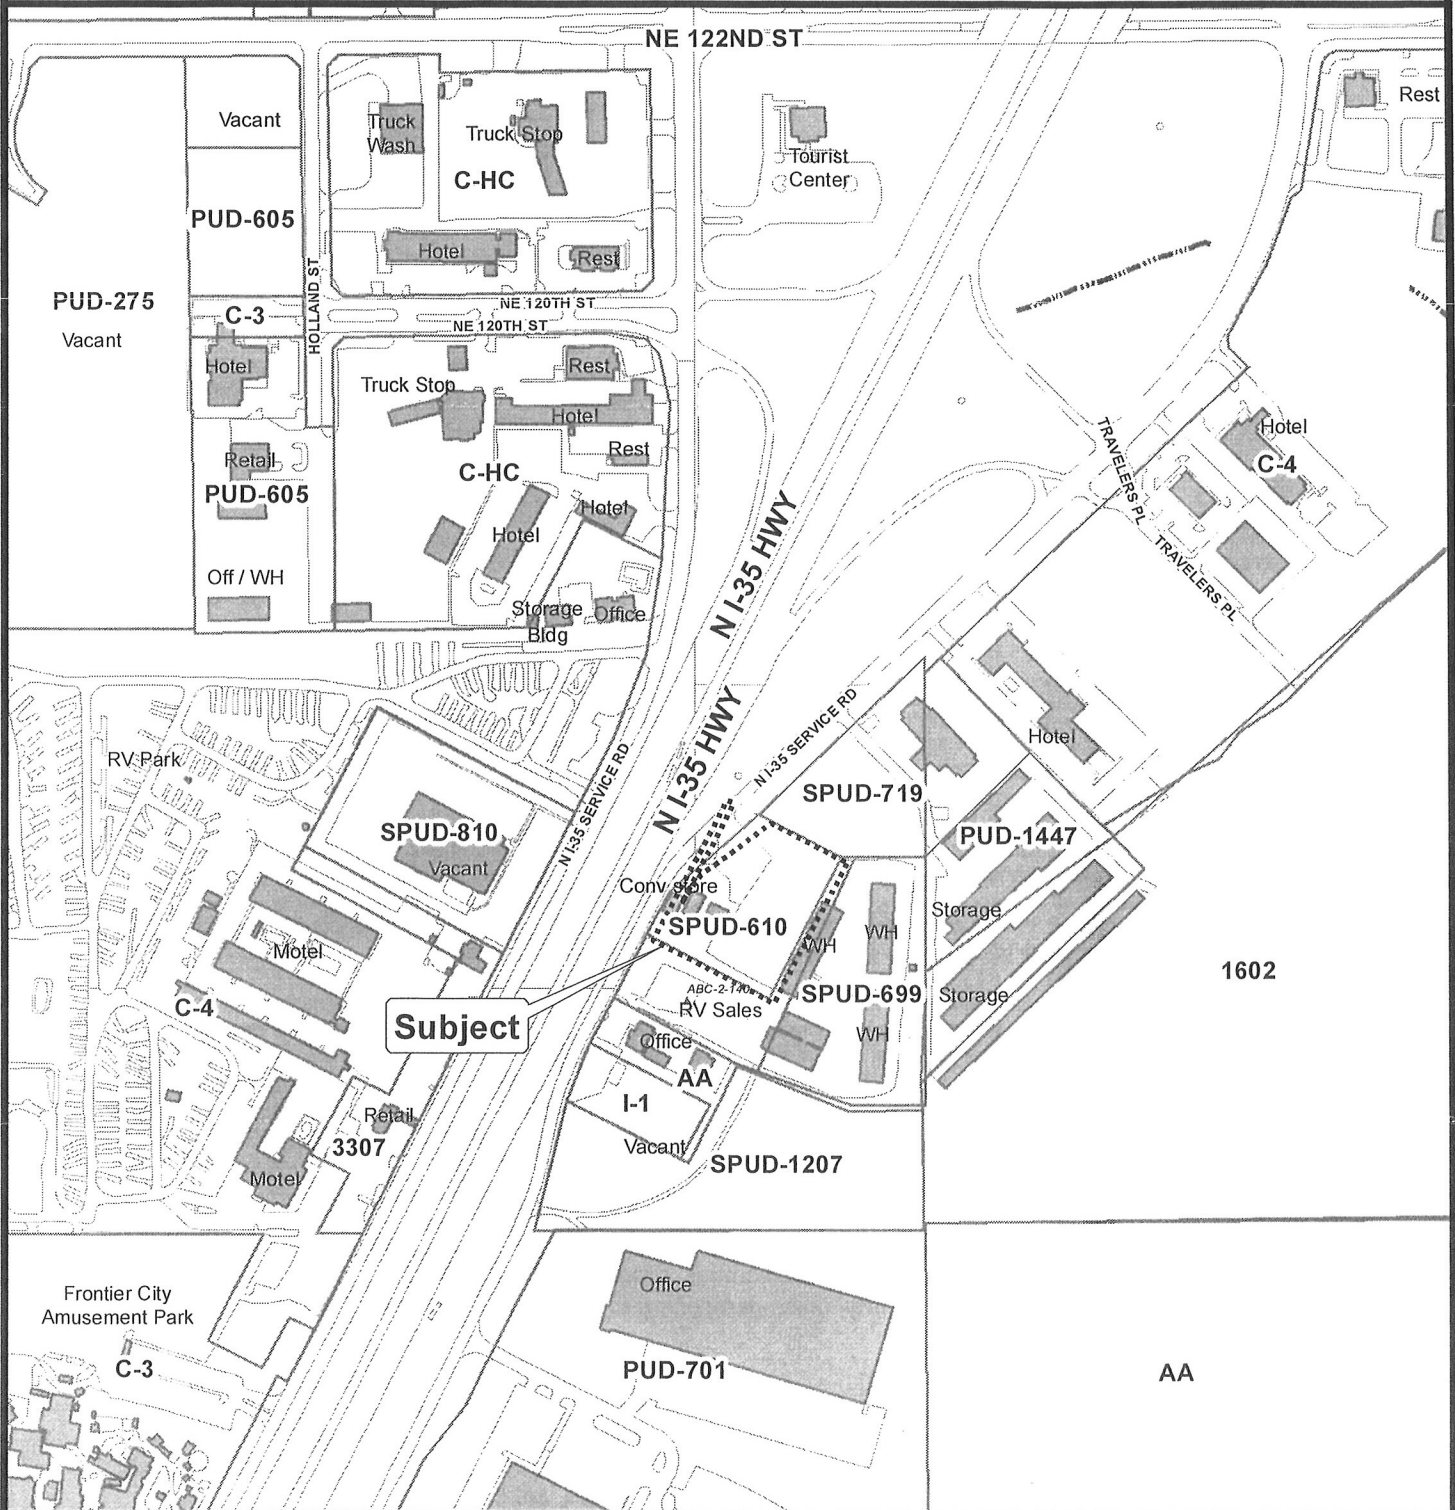 NE 122ND ST
Vacant
Truck
Wash
Truck Stop
C-HC
Tourist
Center
Rest
PUD-605
Hotel
Rest
PUD-275
Vacant
HOLLAND ST
NE 120TH ST
C-3
NE 120TH ST
Hotel
Truck Stop
Rest
Hotel
Rest
C-HC
Retail
PUD-605
Hotel
Hotel
Off / WH
Storage
Bldg
Office
N I-35 HWY
TRAVELERS PL
Hotel
C-4
TRAVELERS PL
RV Park
N I-35 HWY
N I-35 SERVICE RD
N I-35 SERVICE RD
Hotel
SPUD-719
SPUD-810
Vacant
PUD-1447
Conv store
SPUD-610
WH
WH
Storage
Motel
C-4
Subject
ABC-2-140
RV Sales
SPUD-699
WH
Storage
1602
Office
AA
I-1
Vacant
SPUD-1207
Retail
3307
Motel
Frontier City
Amusement Park
C-3
Office
PUD-701
AA